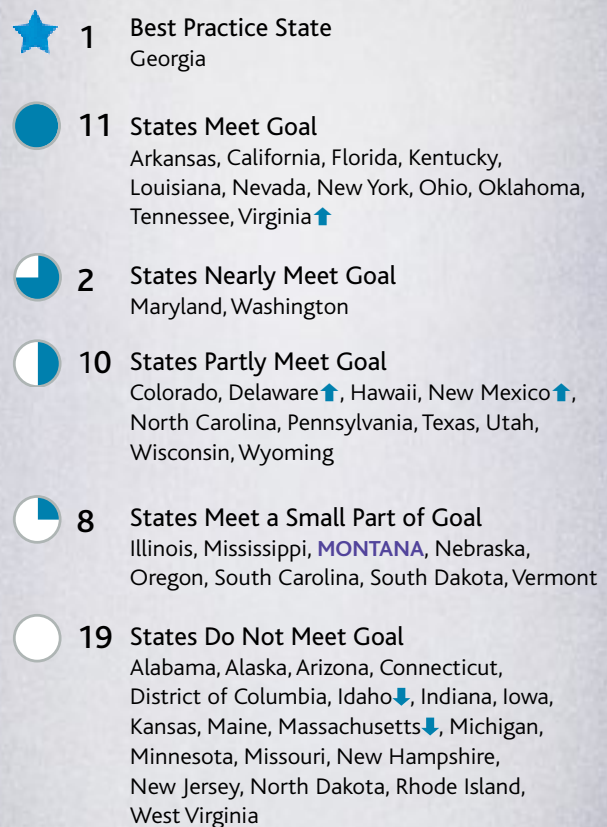 1 Best Practice State
Georgia
11 States Meet Goal
Arkansas, California, Florida, Kentucky,
Louisiana, Nevada, New York, Ohio, Oklahoma,
Tennessee, Virginia⬆
2 States Nearly Meet Goal
Maryland, Washington
10 States Partly Meet Goal
Colorado, Delaware⬆, Hawaii, New Mexico⬆,
North Carolina, Pennsylvania, Texas, Utah,
Wisconsin, Wyoming
8 States Meet a Small Part of Goal
Illinois, Mississippi, MONTANA, Nebraska,
Oregon, South Carolina, South Dakota, Vermont
19 States Do Not Meet Goal
Alabama, Alaska, Arizona, Connecticut,
District of Columbia, Idaho⬇, Indiana, Iowa,
Kansas, Maine, Massachusetts⬇, Michigan,
Minnesota, Missouri, New Hampshire,
New Jersey, North Dakota, Rhode Island,
West Virginia